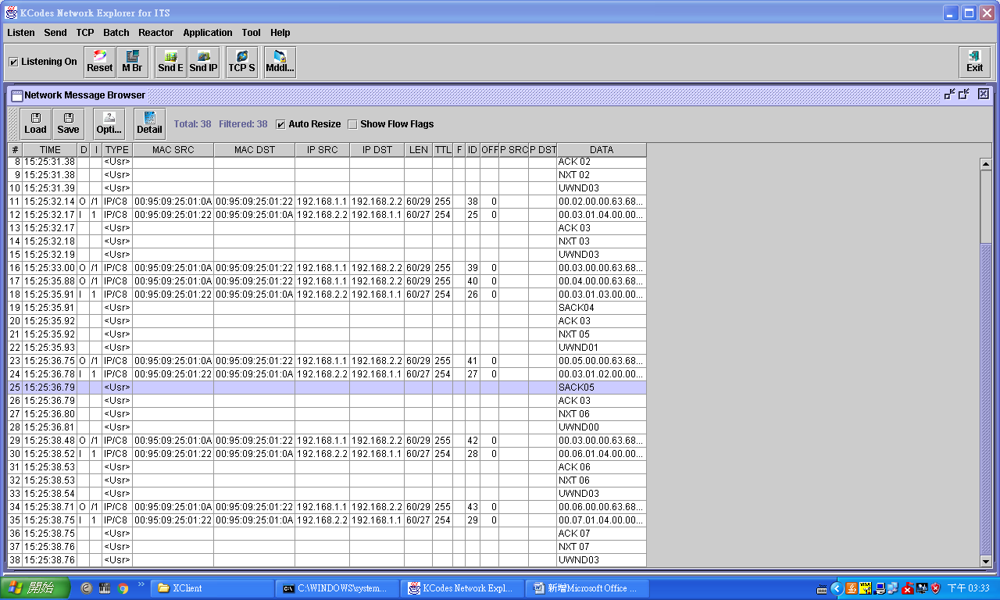 KCodes Network Explorer for ITS
Listen Send TCP Batch Reactor Application Tool Help
Listening On Reset M Br Snd E Snd IP TCP S Mddl... Exit
Network Message Browser
Load Save Opti... Detail Total: 38 Filtered: 38 Auto Resize Show Flow Flags
# TIME D I TYPE MAC SRC MAC DST IP SRC IP DST LEN TTL F ID OFF P SRC P DST DATA
8 15:25:31.38 <Usr> ACK 02
9 15:25:31.38 <Usr> NXT 02
10 15:25:31.39 <Usr> UWND03
11 15:25:32.14 O /1 IP/C8 00:95:09:25:01:0A 00:95:09:25:01:22 192.168.1.1 192.168.2.2 60/29 255 38 0 00.02.00.00.63.68...
12 15:25:32.17 I 1 IP/C8 00:95:09:25:01:22 00:95:09:25:01:0A 192.168.2.2 192.168.1.1 60/27 254 25 0 00.03.01.04.00.00...
13 15:25:32.17 <Usr> ACK 03
14 15:25:32.18 <Usr> NXT 03
15 15:25:32.19 <Usr> UWND03
16 15:25:33.00 O /1 IP/C8 00:95:09:25:01:0A 00:95:09:25:01:22 192.168.1.1 192.168.2.2 60/29 255 39 0 00.03.00.00.63.68...
17 15:25:35.88 O /1 IP/C8 00:95:09:25:01:0A 00:95:09:25:01:22 192.168.1.1 192.168.2.2 60/29 255 40 0 00.04.00.00.63.68...
18 15:25:35.91 I 1 IP/C8 00:95:09:25:01:22 00:95:09:25:01:0A 192.168.2.2 192.168.1.1 60/27 254 26 0 00.03.01.03.00.00...
19 15:25:35.91 <Usr> SACK04
20 15:25:35.92 <Usr> ACK 03
21 15:25:35.92 <Usr> NXT 05
22 15:25:35.93 <Usr> UWND01
23 15:25:36.75 O /1 IP/C8 00:95:09:25:01:0A 00:95:09:25:01:22 192.168.1.1 192.168.2.2 60/29 255 41 0 00.05.00.00.63.68...
24 15:25:36.78 I 1 IP/C8 00:95:09:25:01:22 00:95:09:25:01:0A 192.168.2.2 192.168.1.1 60/27 254 27 0 00.03.01.02.00.00...
25 15:25:36.79 <Usr> SACK05
26 15:25:36.79 <Usr> ACK 03
27 15:25:36.80 <Usr> NXT 06
28 15:25:36.81 <Usr> UWND00
29 15:25:38.48 O /1 IP/C8 00:95:09:25:01:0A 00:95:09:25:01:22 192.168.1.1 192.168.2.2 60/29 255 42 0 00.03.00.00.63.68...
30 15:25:38.52 I 1 IP/C8 00:95:09:25:01:22 00:95:09:25:01:0A 192.168.2.2 192.168.1.1 60/27 254 28 0 00.06.01.04.00.00...
31 15:25:38.53 <Usr> ACK 06
32 15:25:38.53 <Usr> NXT 06
33 15:25:38.54 <Usr> UWND03
34 15:25:38.71 O /1 IP/C8 00:95:09:25:01:0A 00:95:09:25:01:22 192.168.1.1 192.168.2.2 60/29 255 43 0 00.06.00.00.63.68...
35 15:25:38.75 I 1 IP/C8 00:95:09:25:01:22 00:95:09:25:01:0A 192.168.2.2 192.168.1.1 60/27 254 29 0 00.07.01.04.00.00...
36 15:25:38.75 <Usr> ACK 07
37 15:25:38.76 <Usr> NXT 07
38 15:25:38.76 <Usr> UWND03
開始 XClient C:\WINDOWS\system... KCodes Network Expl... 新增Microsoft Office ... 下午 03:33